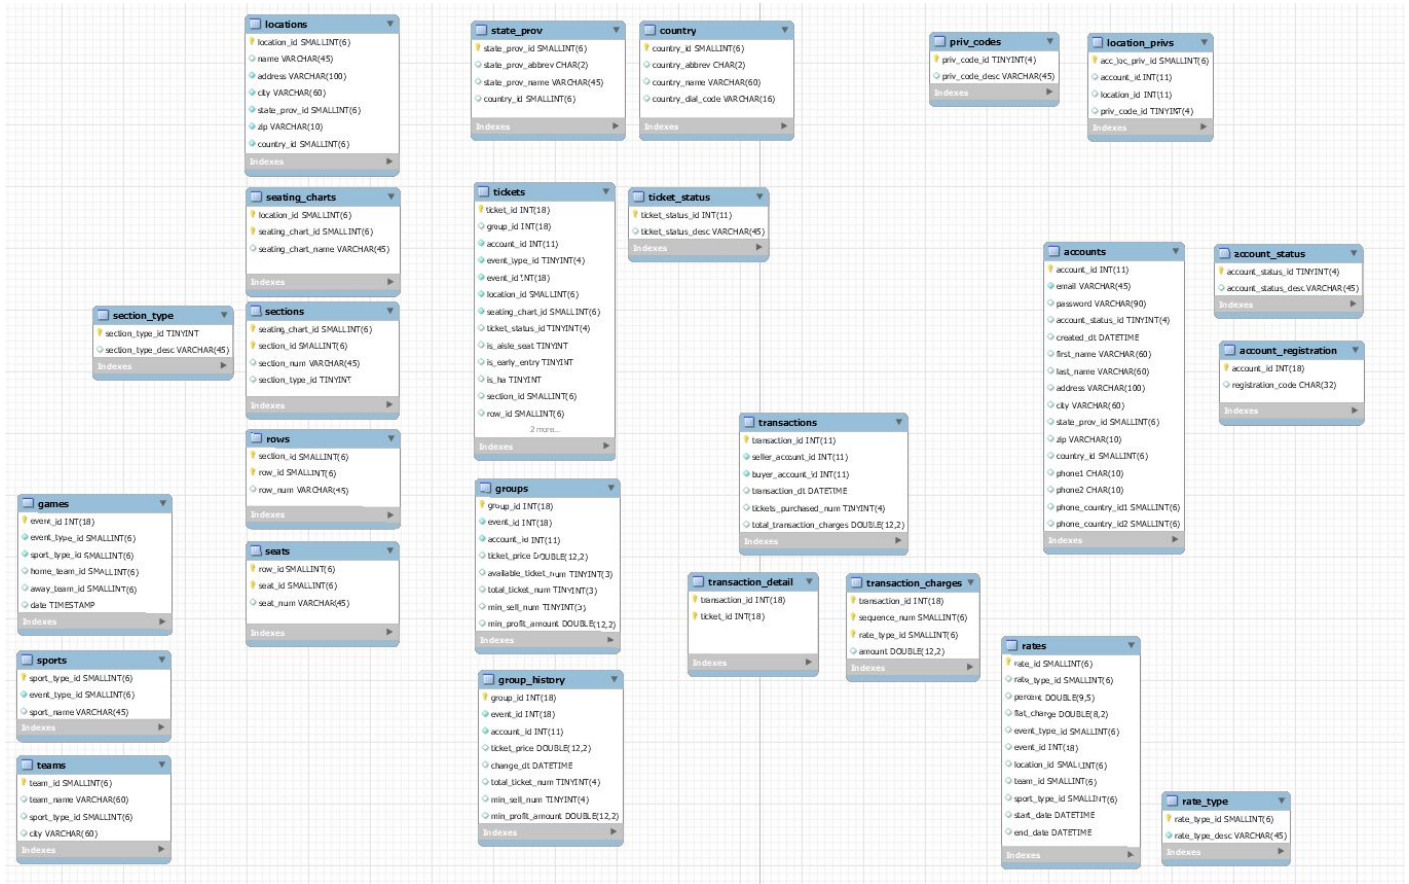 locations
location_id SMALLINT(6)
name VARCHAR(45)
address VARCHAR(100)
city VARCHAR(60)
state_prov_id SMALLINT(6)
zip VARCHAR(10)
country_id SMALLINT(6)
Indexes
state_prov
state_prov_id SMALLINT(6)
state_prov_abbrev CHAR(2)
state_prov_name VARCHAR(45)
country_id SMALLINT(6)
Indexes
country
country_id SMALLINT(6)
country_abbrev CHAR(2)
country_name VARCHAR(60)
country_dial_code VARCHAR(16)
Indexes
priv_codes
priv_code_id TINYINT(4)
priv_code_desc VARCHAR(45)
Indexes
location_privs
acc_loc_priv_id SMALLINT(6)
account_id INT(11)
location_id INT(11)
priv_code_id TINYINT(4)
Indexes
seating_charts
location_id SMALLINT(6)
seating_chart_id SMALLINT(6)
seating_chart_name VARCHAR(45)
Indexes
tickets
ticket_id INT(18)
group_id INT(18)
account_id INT(11)
event_type_id TINYINT(4)
event_id INT(18)
location_id SMALLINT(6)
seating_chart_id SMALLINT(6)
ticket_status_id TINYINT(4)
is_aisle_seat TINYINT
is_early_entry TINYINT
is_ha TINYINT
section_id SMALLINT(6)
row_id SMALLINT(6)
2 more...
Indexes
ticket_status
ticket_status_id INT(11)
ticket_status_desc VARCHAR(45)
Indexes
accounts
account_id INT(11)
email VARCHAR(45)
password VARCHAR(90)
account_status_id TINYINT(4)
created_dt DATETIME
first_name VARCHAR(60)
last_name VARCHAR(60)
address VARCHAR(100)
city VARCHAR(60)
state_prov_id SMALLINT(6)
zip VARCHAR(10)
country_id SMALLINT(6)
phone1 CHAR(10)
phone2 CHAR(10)
phone_country_id1 SMALLINT(6)
phone_country_id2 SMALLINT(6)
Indexes
account_status
account_status_id TINYINT(4)
account_status_desc VARCHAR(45)
Indexes
account_registration
account_id INT(18)
registration_code CHAR(32)
Indexes
section_type
section_type_id TINYINT
section_type_desc VARCHAR(45)
Indexes
sections
seating_chart_id SMALLINT(6)
section_id SMALLINT(6)
section_num VARCHAR(45)
section_type_id TINYINT
Indexes
rows
section_id SMALLINT(6)
row_id SMALLINT(6)
row_num VARCHAR(45)
Indexes
transactions
transaction_id INT(11)
seller_account_id INT(11)
buyer_account_id INT(11)
transaction_dt DATETIME
tickets_purchased_num TINYINT(4)
total_transaction_charges DOUBLE(12,2)
Indexes
games
event_id INT(18)
event_type_id SMALLINT(6)
sport_type_id SMALLINT(6)
home_team_id SMALLINT(6)
away_team_id SMALLINT(6)
date TIMESTAMP
Indexes
seats
row_id SMALLINT(6)
seat_id SMALLINT(6)
seat_num VARCHAR(45)
Indexes
groups
group_id INT(18)
event_id INT(18)
account_id INT(11)
ticket_price DOUBLE(12,2)
available_ticket_num TINYINT(3)
total_ticket_num TINYINT(3)
min_sell_num TINYINT(3)
min_profit_amount DOUBLE(12,2)
Indexes
transaction_detail
transaction_id INT(18)
ticket_id INT(18)
Indexes
transaction_charges
transaction_id INT(18)
sequence_num SMALLINT(6)
rate_type_id SMALLINT(6)
amount DOUBLE(12,2)
Indexes
sports
sport_type_id SMALLINT(6)
event_type_id SMALLINT(6)
sport_name VARCHAR(45)
Indexes
group_history
group_id INT(18)
event_id INT(18)
account_id INT(11)
ticket_price DOUBLE(12,2)
change_dt DATETIME
total_ticket_num TINYINT(4)
min_sell_num TINYINT(4)
min_profit_amount DOUBLE(12,2)
Indexes
rates
rate_id SMALLINT(6)
rate_type_id SMALLINT(6)
percent DOUBLE(9,5)
flat_charge DOUBLE(8,2)
event_type_id SMALLINT(6)
event_id INT(18)
location_id SMALLINT(6)
team_id SMALLINT(6)
sport_type_id SMALLINT(6)
start_date DATETIME
end_date DATETIME
Indexes
teams
team_id SMALLINT(6)
team_name VARCHAR(60)
sport_type_id SMALLINT(6)
city VARCHAR(60)
Indexes
rate_type
rate_type_id SMALLINT(6)
rate_type_desc VARCHAR(45)
Indexes